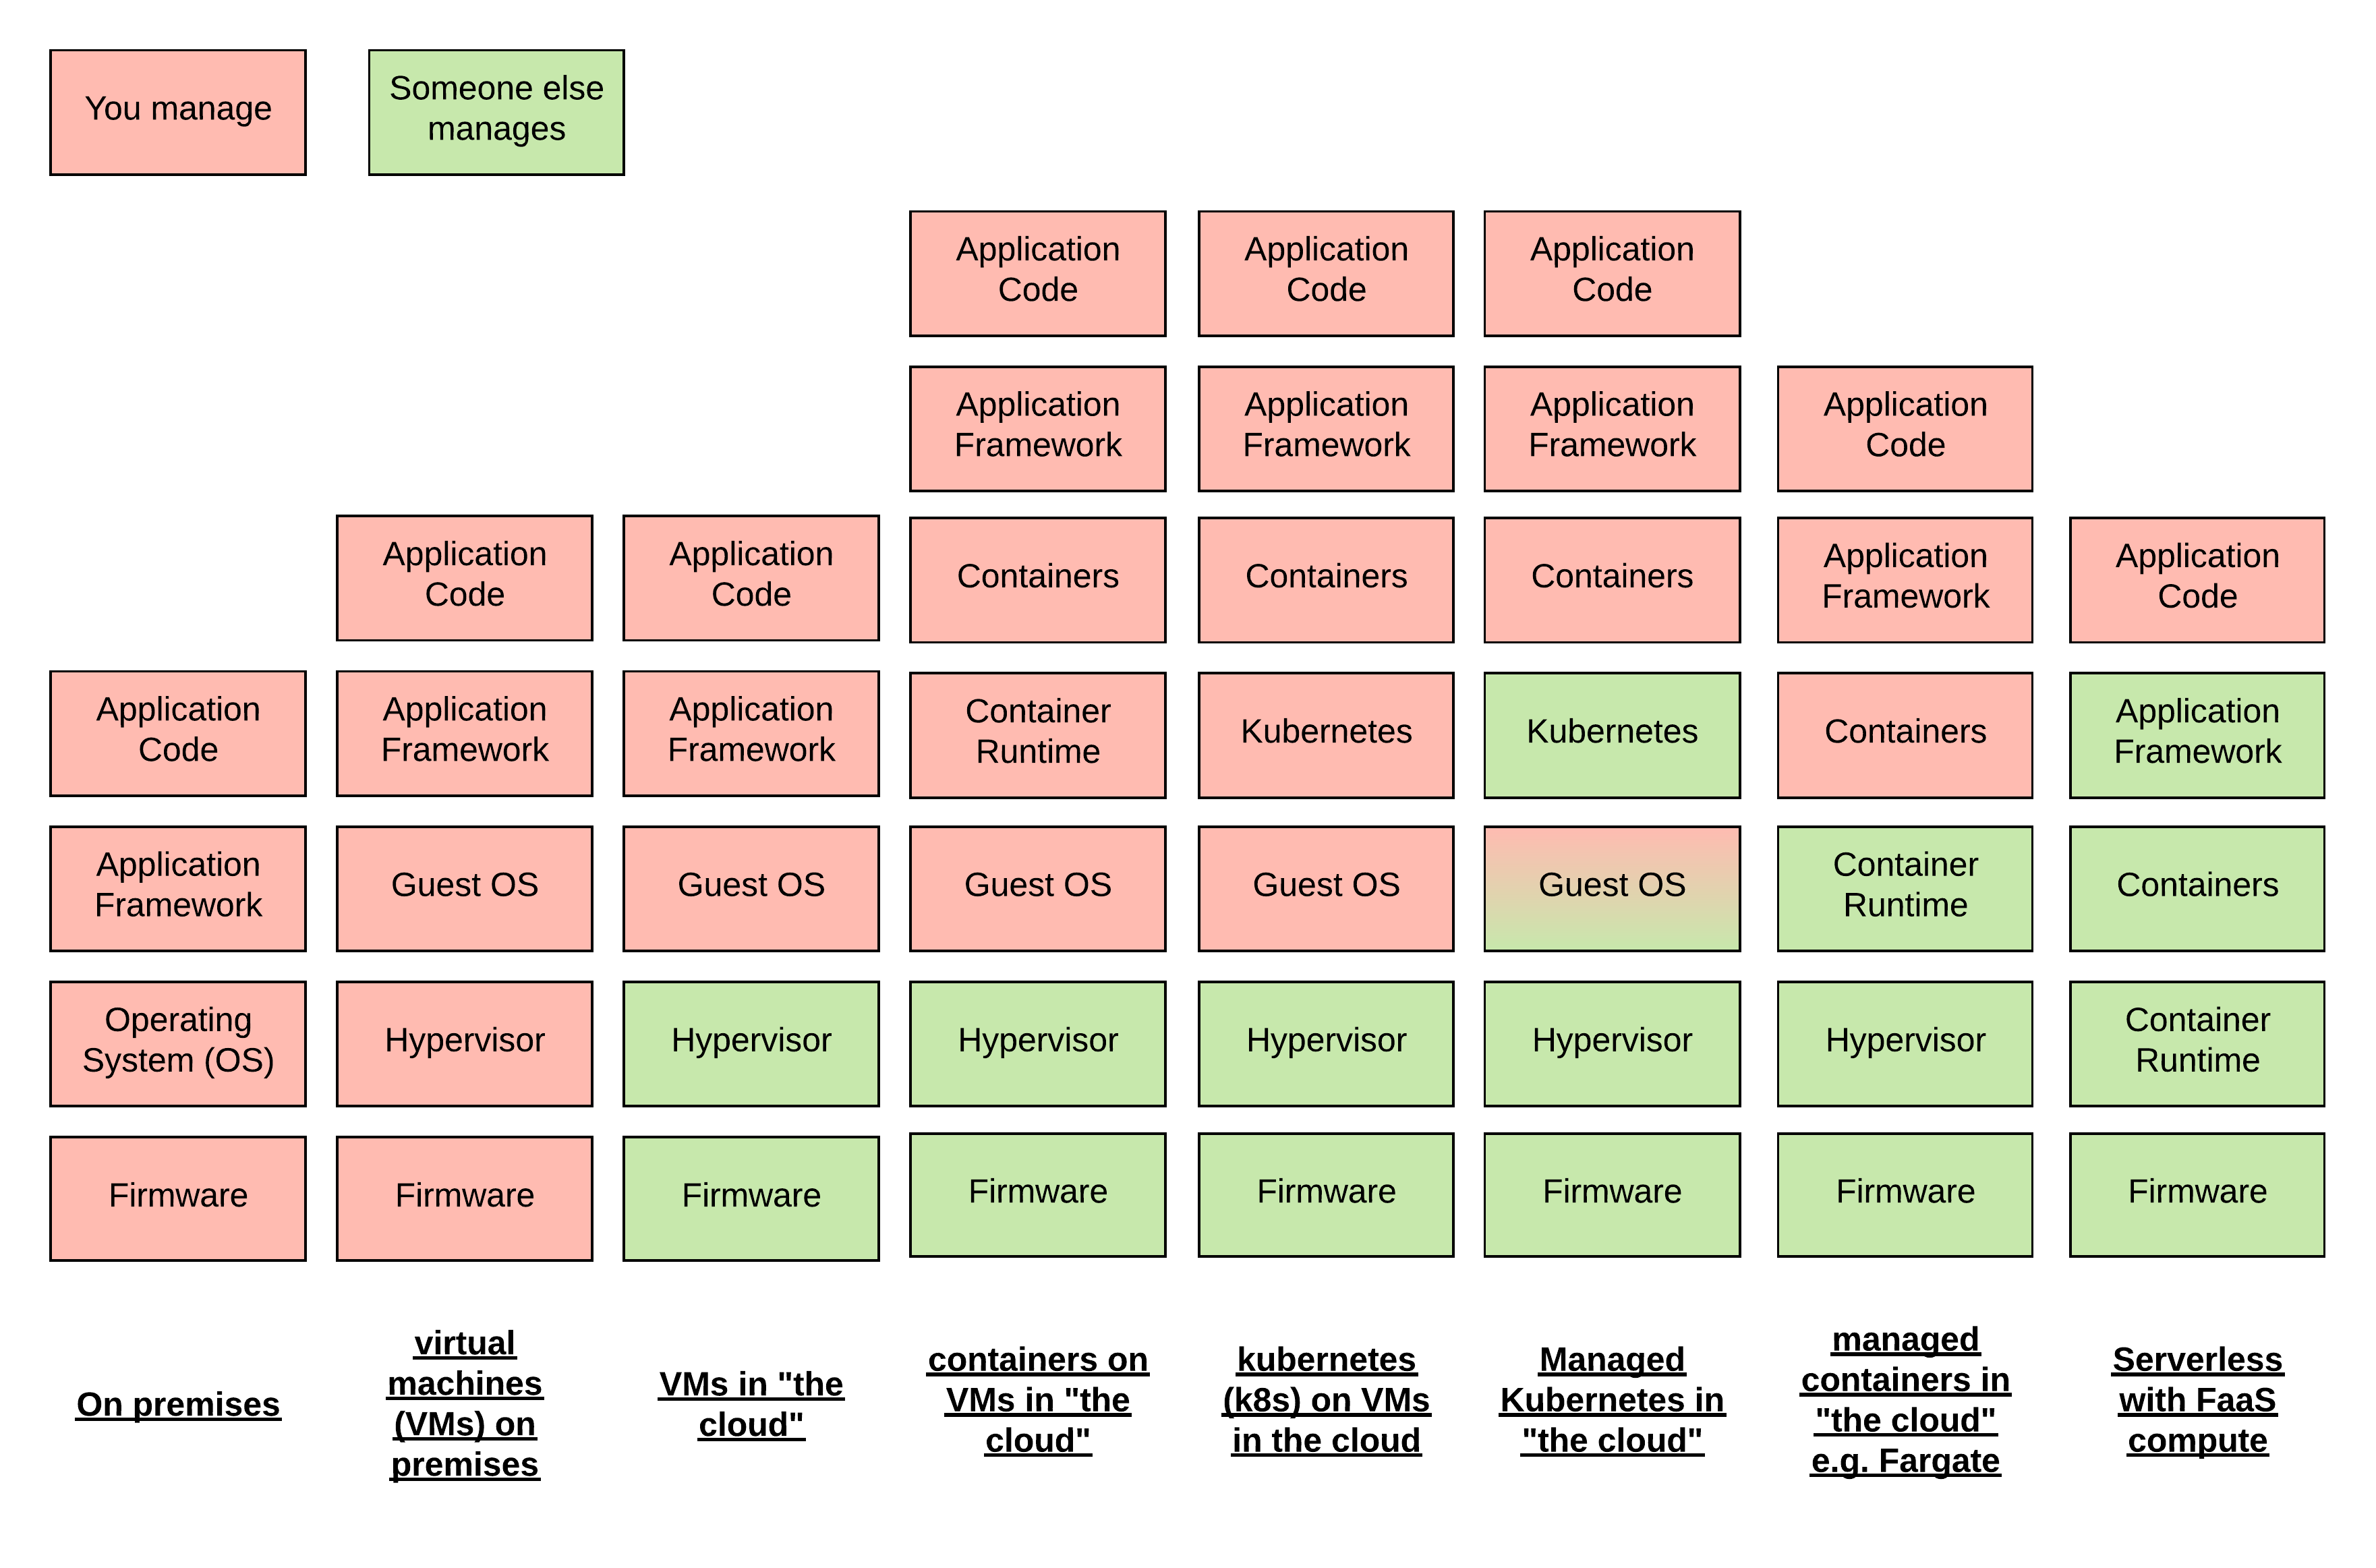 You manage
Someone else
manages
Application
Code
Application
Code
Application
Code
Application
Framework
Application
Framework
Application
Framework
Application
Code
Application
Code
Application
Code
Containers
Containers
Containers
Application
Framework
Application
Code
Application
Code
Application
Framework
Application
Framework
Container
Runtime
Kubernetes
Kubernetes
Containers
Application
Framework
Application
Framework
Guest OS
Guest OS
Guest OS
Guest OS
Guest OS
Container
Runtime
Containers
Operating
System (OS)
Hypervisor
Hypervisor
Hypervisor
Hypervisor
Hypervisor
Hypervisor
Container
Runtime
Firmware
Firmware
Firmware
Firmware
Firmware
Firmware
Firmware
Firmware
On premises
virtual
machines
(VMs) on
premises
VMs in "the
cloud"
containers on
VMs in "the
cloud"
kubernetes
(k8s) on VMs
in the cloud
Managed
Kubernetes in
"the cloud"
managed
containers in
"the cloud"
e.g. Fargate
Serverless
with FaaS
compute